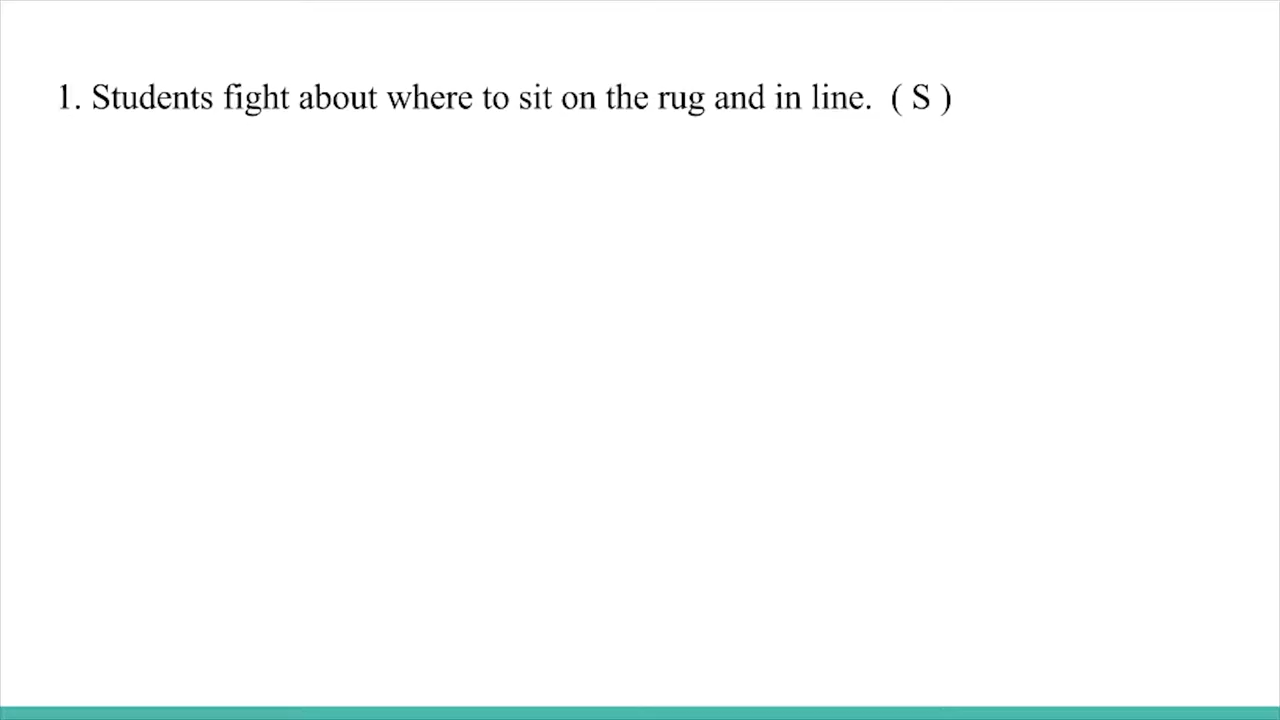 1. Students fight about where to sit on the rug and in line. ( S )